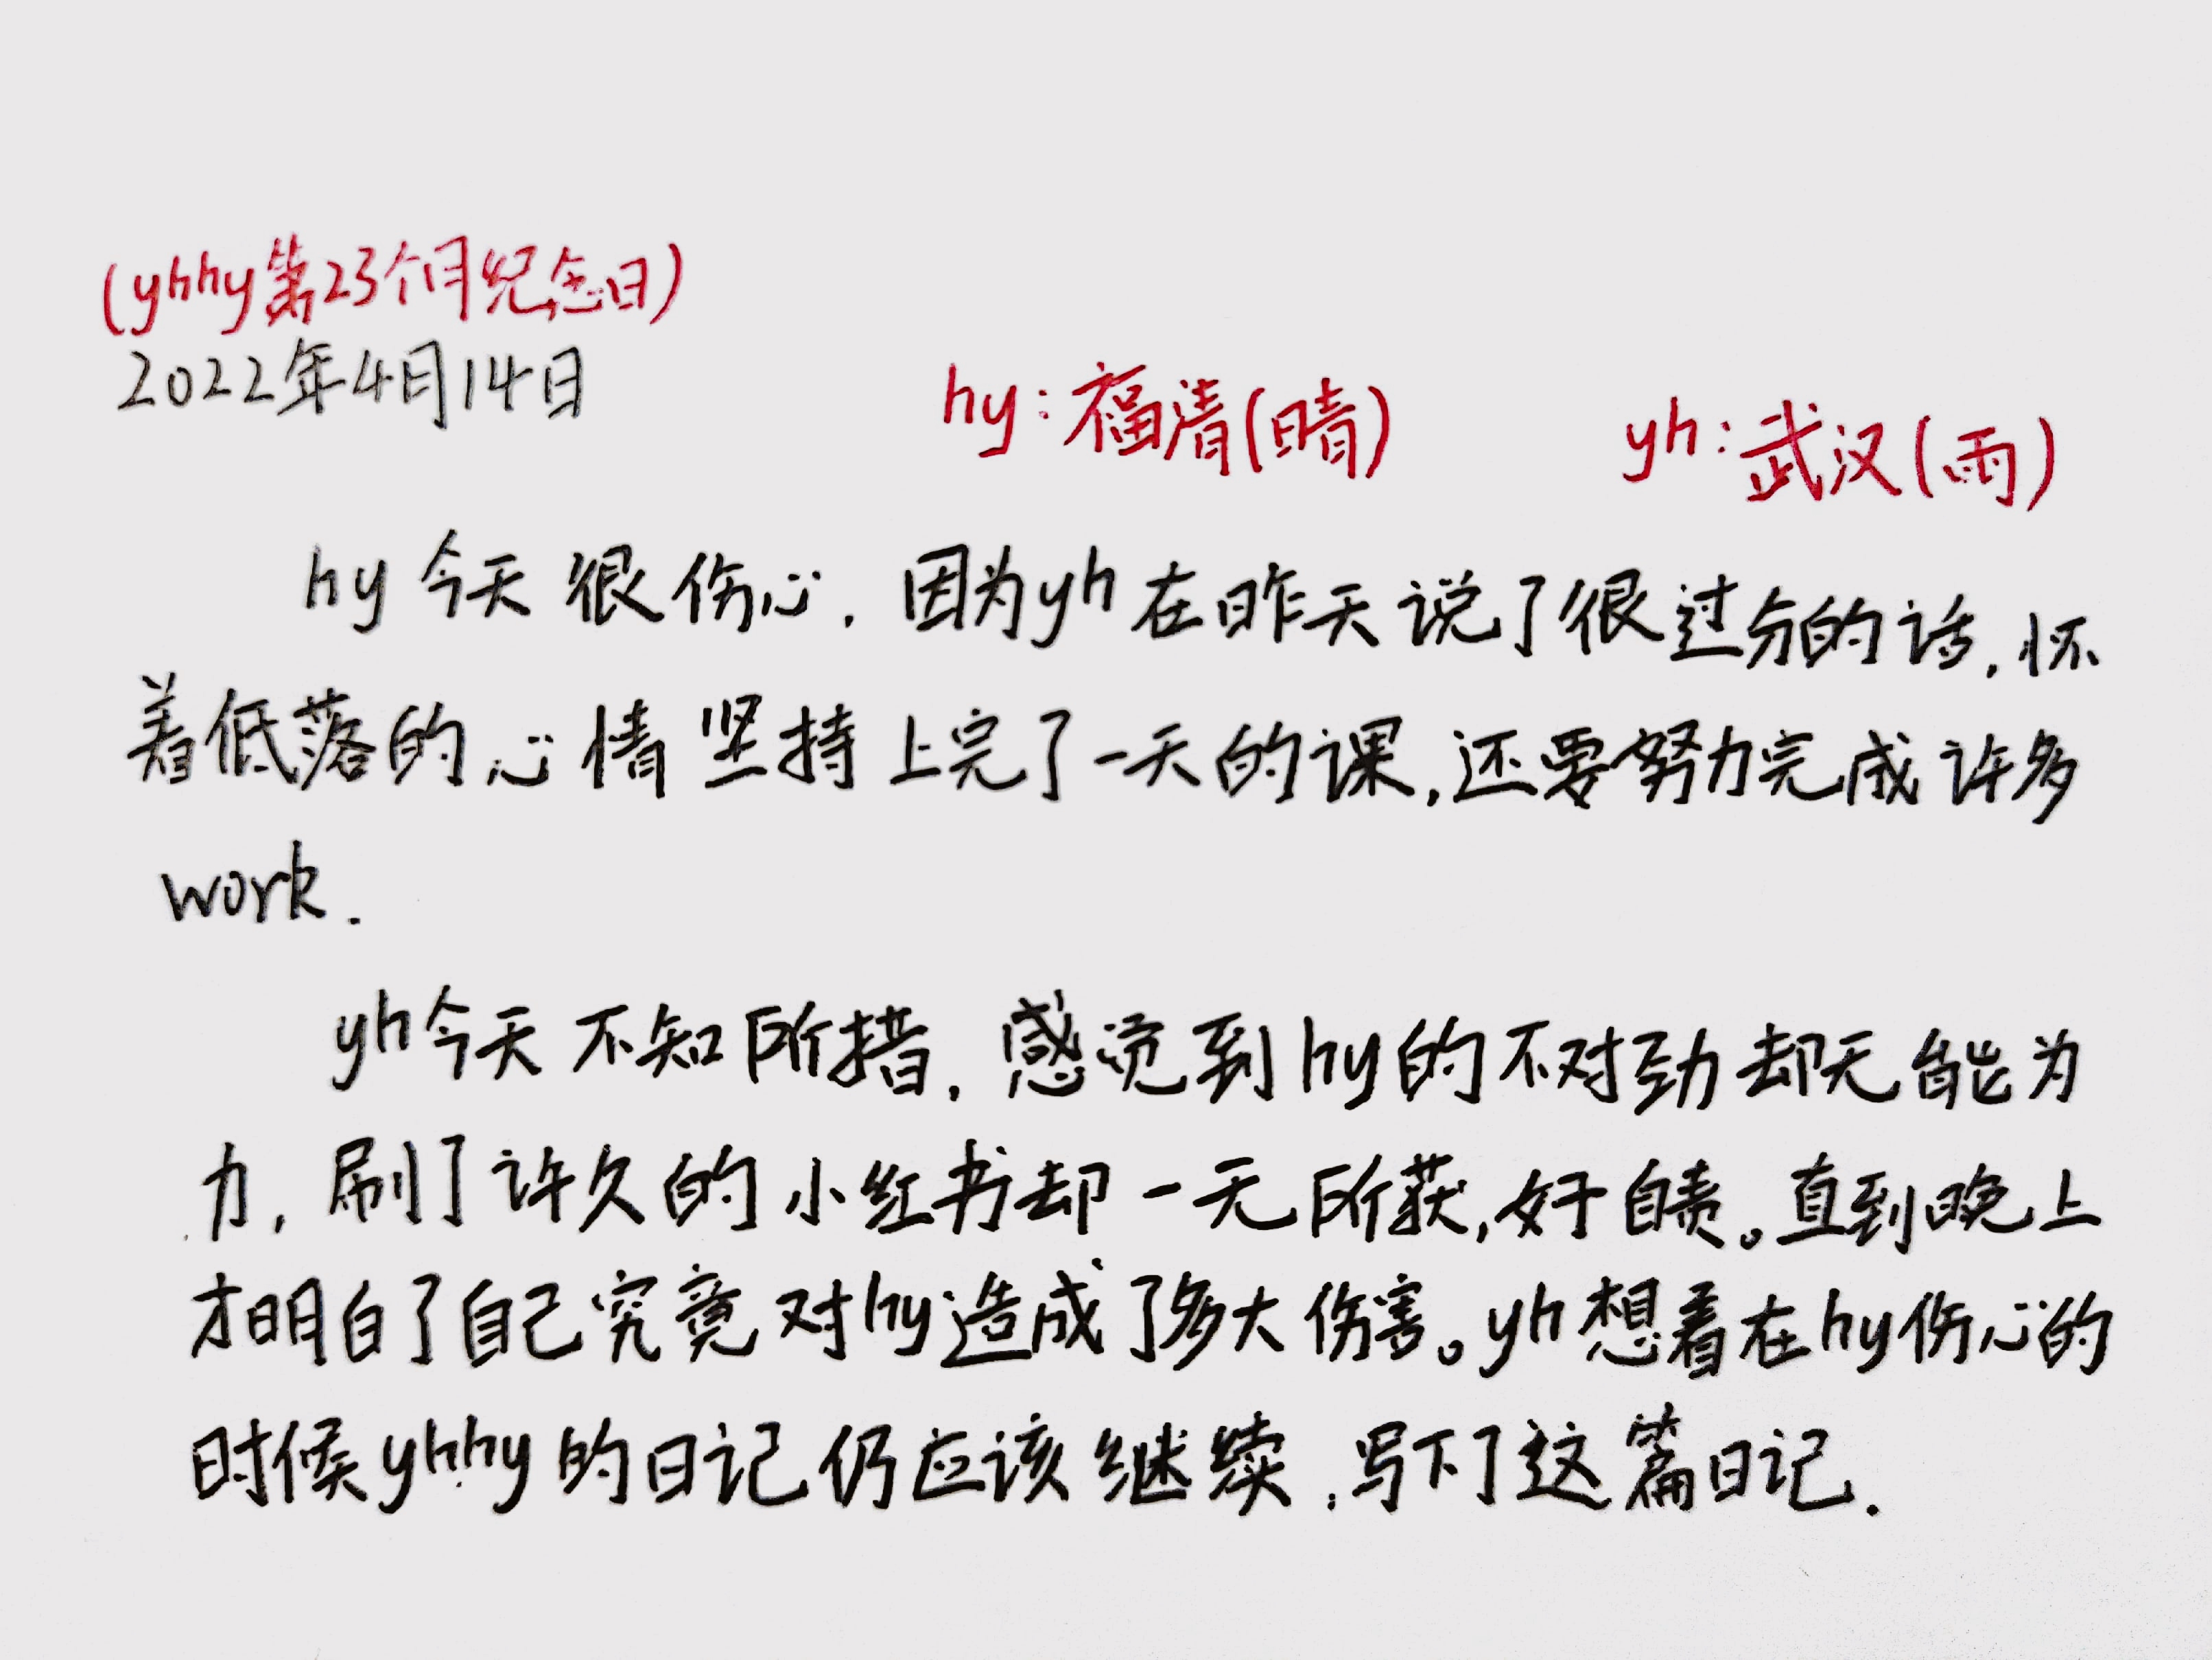 (yhhy第23个月纪念日)
2022年4月14日
hy:福清(晴) yh:武汉(雨)
hy今天很伤心,因为yh在昨天说了很过分的话,怀
着低落的心情坚持上完了一天的课,还要努力完成许多
work.
yh今天不知所措,感觉到hy的不对劲却无能为
力,刷了许久的小红书却一无所获,好自责。直到晚上
才明白了自己究竟对hy造成了多大伤害。yh想着在hy伤心的
时候yhhy的日记仍应该继续,写下了这篇日记.